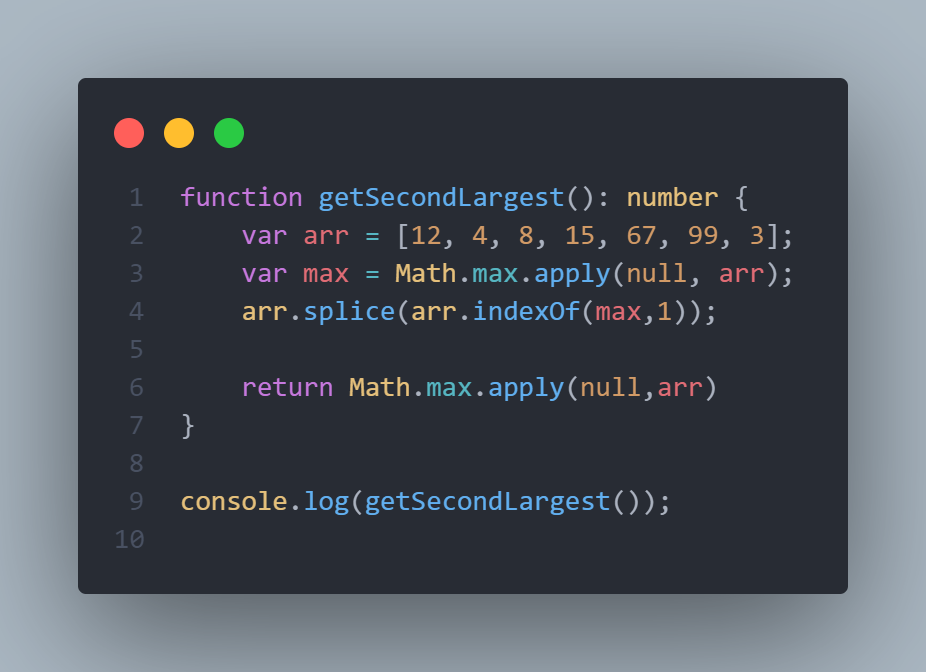 1 function getSecondLargest(): number {
2     var arr = [12, 4, 8, 15, 67, 99, 3];
3     var max = Math.max.apply(null, arr);
4     arr.splice(arr.indexOf(max,1));
5
6     return Math.max.apply(null,arr)
7 }
8
9 console.log(getSecondLargest());
10